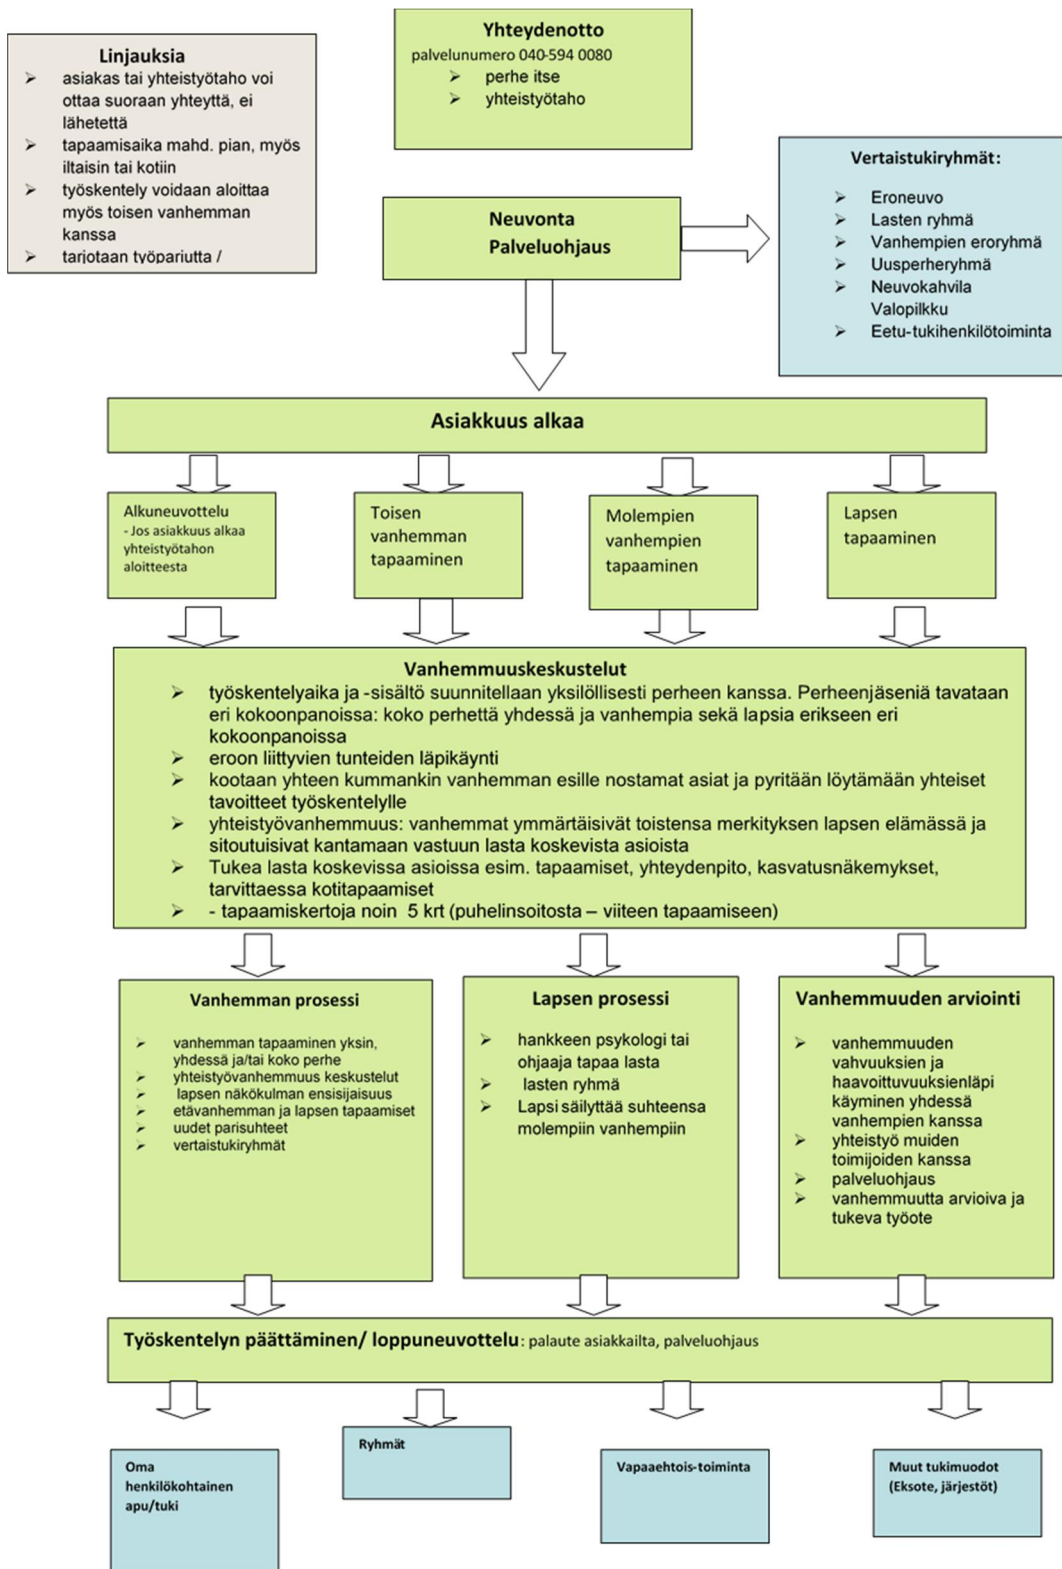 Yhteydenotto
palvelunumero 040-594 0080
➢ perhe itse
➢ yhteistyötaho
Linjauksia
➢ asiakas tai yhteistyötaho voi
ottaa suoraan yhteyttä, ei
lähetettä
➢ tapaamisaika mahd. pian, myös
iltaisin tai kotiin
➢ työskentely voidaan aloittaa
myös toisen vanhemman
kanssa
➢ tarjotaan työpariutta /
Neuvonta
Palveluohjaus
Vertaistukiryhmät:
➢ Eroneuvo
➢ Lasten ryhmä
➢ Vanhempien eroryhmä
➢ Uusperheryhmä
➢ Neuvokahvila
Valopilkku
➢ Eetu-tukihenkilötoiminta
Asiakkuus alkaa
Alkuneuvottelu
- Jos asiakkuus alkaa
yhteistyötahon
aloitteesta
Toisen
vanhemman
tapaaminen
Molempien
vanhempien
tapaaminen
Lapsen
tapaaminen
Vanhemmuuskeskustelut
➢ työskentelyaika ja -sisältö suunnitellaan yksilöllisesti perheen kanssa. Perheenjäseniä tavataan
eri kokoonpanoissa: koko perhettä yhdessä ja vanhempia sekä lapsia erikseen eri
kokoonpanoissa
➢ eroon liittyvien tunteiden läpikäynti
➢ kootaan yhteen kummankin vanhemman esille nostamat asiat ja pyritään löytämään yhteiset
tavoitteet työskentelylle
➢ yhteistyövanhemmuus: vanhemmat ymmärtäisivät toistensa merkityksen lapsen elämässä ja
sitoutuisivat kantamaan vastuun lasta koskevista asioista
➢ Tukea lasta koskevissa asioissa esim. tapaamiset, yhteydenpito, kasvatusnäkemykset,
tarvittaessa kotitapaamiset
➢ - tapaamiskertoja noin 5 krt (puhelinsoitosta – viiteen tapaamiseen)
Vanhemman prosessi
➢ vanhemman tapaaminen yksin,
yhdessä ja/tai koko perhe
➢ yhteistyövanhemmuus keskustelut
➢ lapsen näkökulman ensisijaisuus
➢ etävanhemman ja lapsen tapaamiset
➢ uudet parisuhteet
➢ vertaistukiryhmät
Lapsen prosessi
➢ hankkeen psykologi tai
ohjaaja tapaa lasta
➢ lasten ryhmä
➢ Lapsi säilyttää suhteensa
molempiin vanhempiin
Vanhemmuuden arviointi
➢ vanhemmuuden
vahvuuksien ja
haavoittuvuuksienläpi
käyminen yhdessä
vanhempien kanssa
➢ yhteistyö muiden
toimijoiden kanssa
➢ palveluohjaus
➢ vanhemmuutta arvioiva ja
tukeva työote
Työskentelyn päättäminen/ loppuneuvottelu: palaute asiakkailta, palveluohjaus
Oma
henkilökohtainen
apu/tuki
Ryhmät
Vapaaehtois-toiminta
Muut tukimuodot
(Eksote, järjestöt)